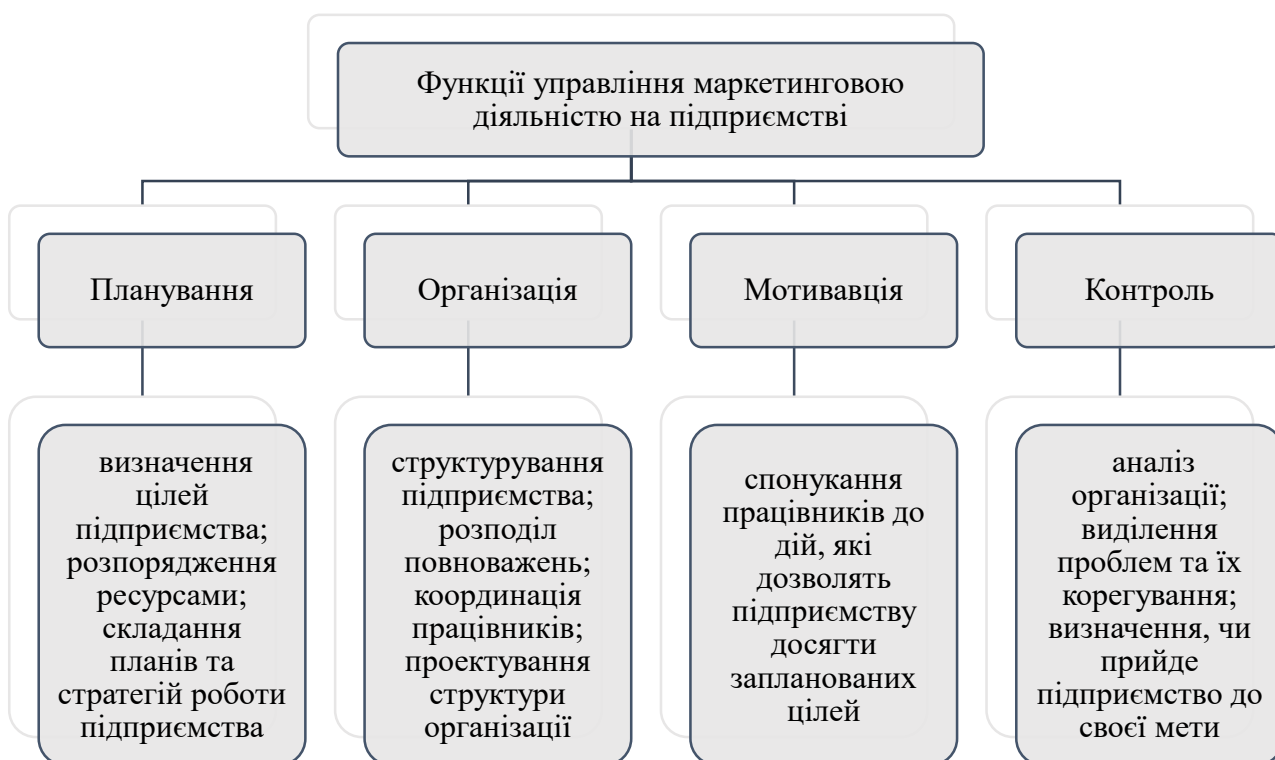 Функції управління маркетинговою
діяльністю на підприємстві
Планування
Організація
Мотивавція
Контроль
визначення
цілей
підприємства;
розпорядження
ресурсами;
складання
планів та
стратегій роботи
підприємства
структурування
підприємства;
розподіл
повноважень;
координація
працівників;
проектування
структури
організації
спонукання
працівників до
дій, які
дозволять
підприємству
досягти
запланованих
цілей
аналіз
організації;
виділення
проблем та їх
корегування;
визначення, чи
прийде
підприємство до
своєї мети